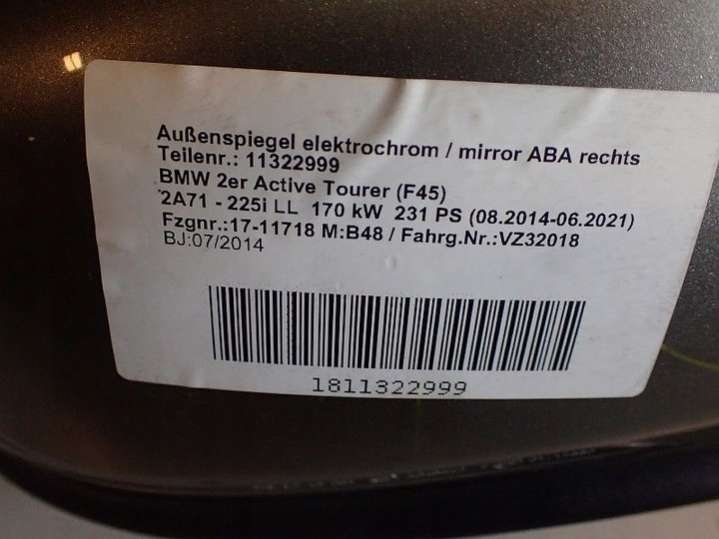 Außenspiegel elektrochrom / mirror ABA rechts
Teilenr.: 11322999
BMW 2er Active Tourer (F45)
2A71 - 225i LL 170 kW 231 PS (08.2014-06.2021)
Fzgnr.:17-11718 M:B48 / Fahrg.Nr.:VZ32018
BJ:07/2014
1811322999